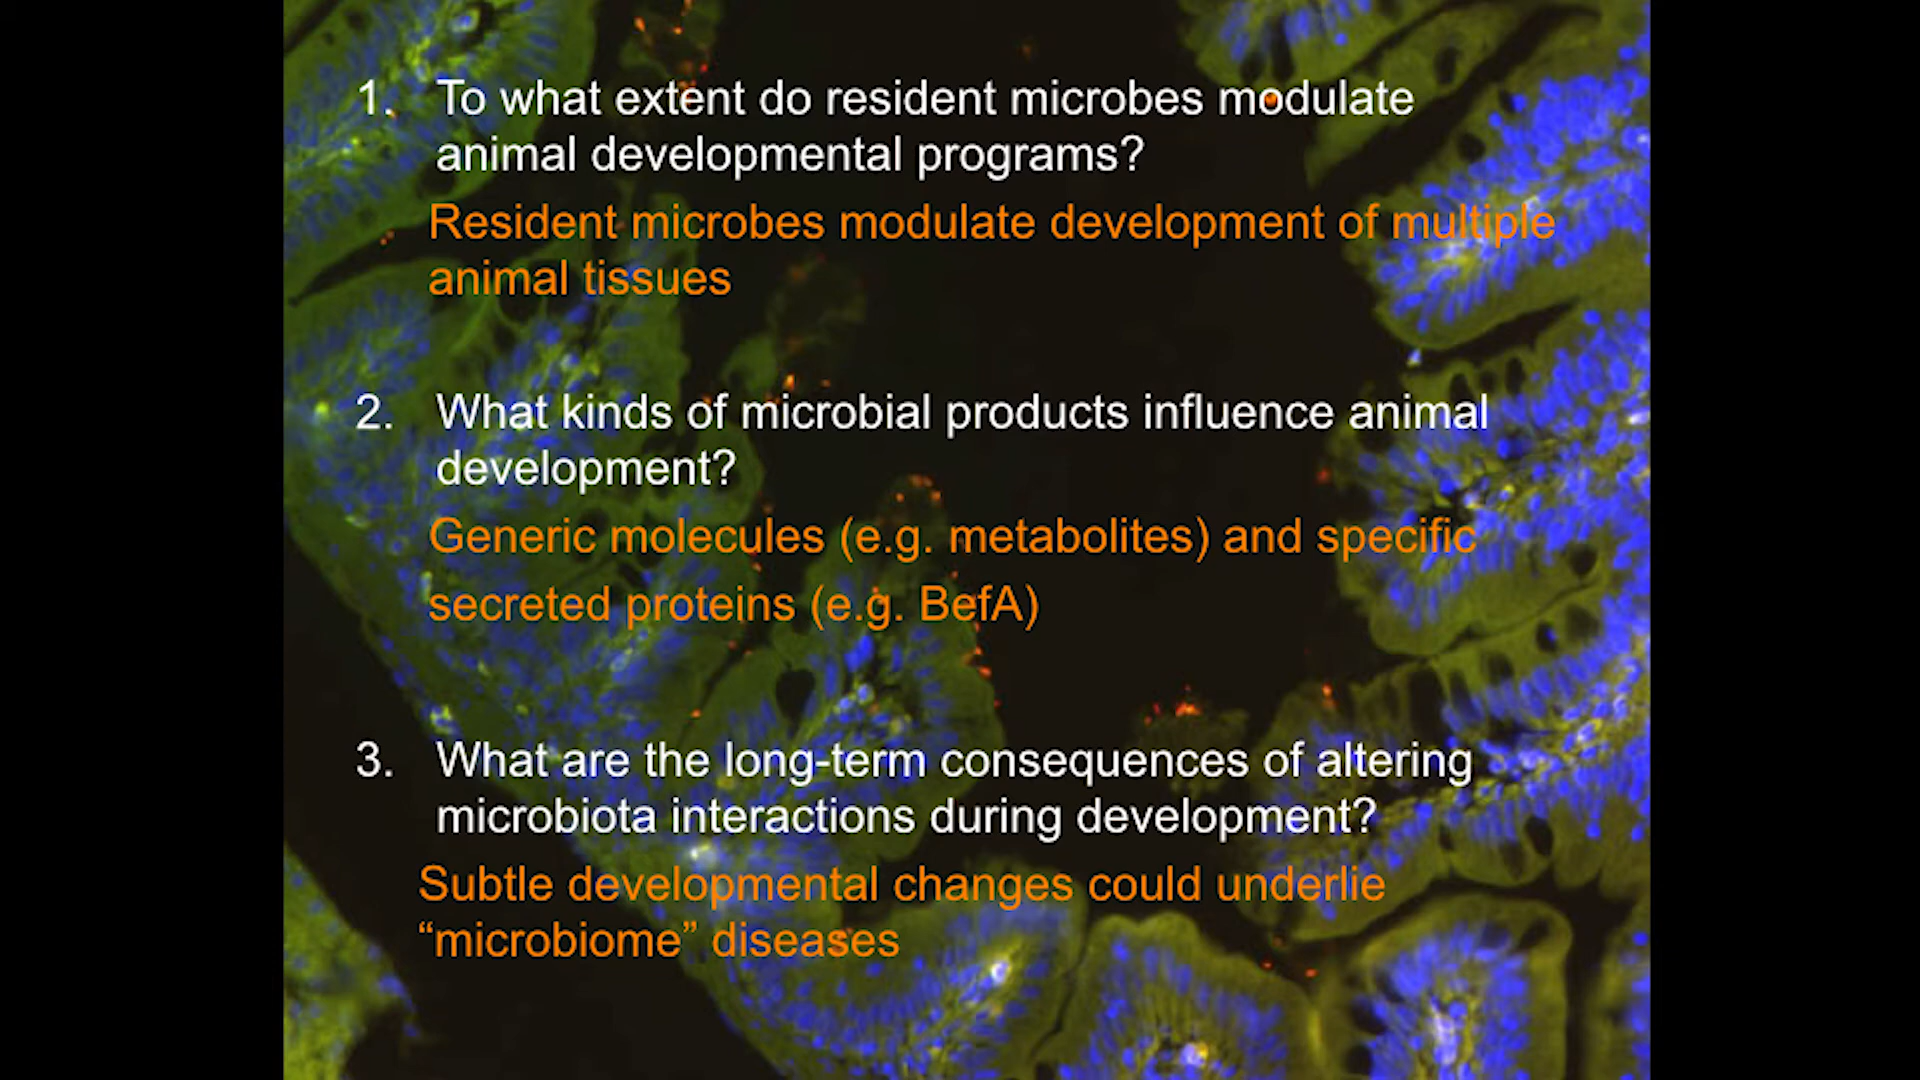 1. To what extent do resident microbes modulate
animal developmental programs?
Resident microbes modulate development of multiple
animal tissues
2. What kinds of microbial products influence animal
development?
Generic molecules (e.g. metabolites) and specific
secreted proteins (e.g. BefA)
3. What are the long-term consequences of altering
microbiota interactions during development?
Subtle developmental changes could underlie
“microbiome” diseases